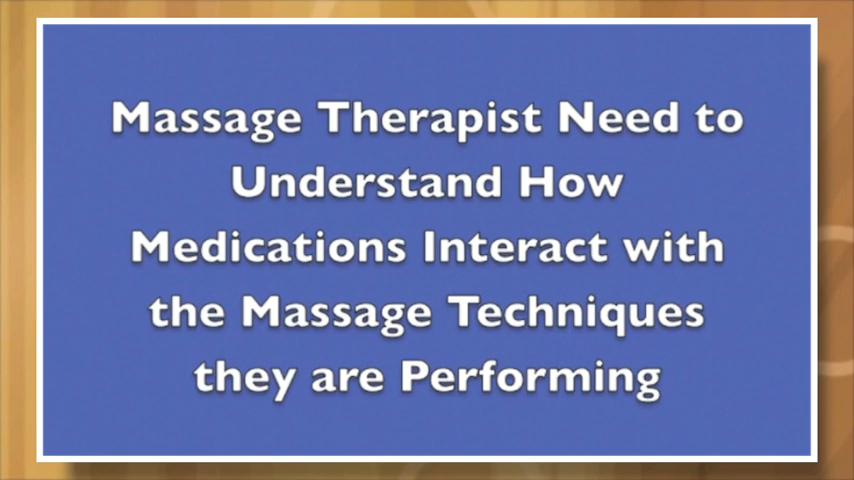 Massage Therapist Need to
Understand How
Medications Interact with
the Massage Techniques
they are Performing